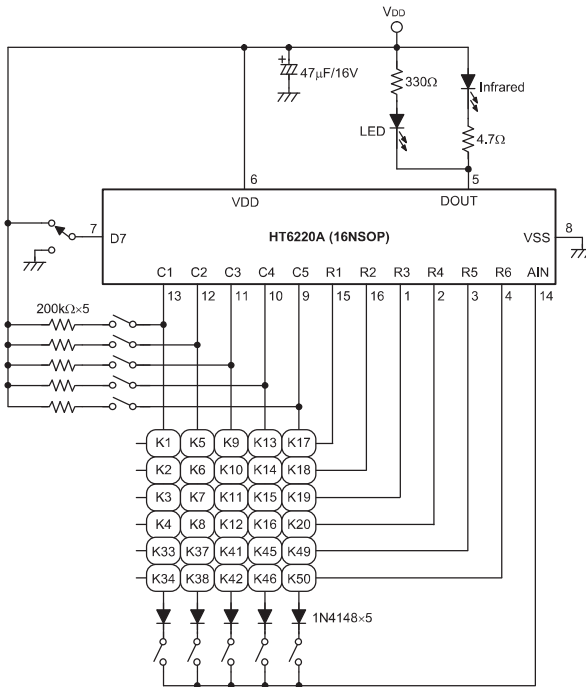 VDD
47µF/16V
330Ω
Infrared
LED
4.7Ω
6
5
VDD
DOUT
7
D7
HT6220A (16NSOP)
VSS
8
C1 C2 C3 C4 C5 R1 R2 R3 R4 R5 R6 AIN
13 12 11 10 9 15 16 1 2 3 4 14
200kΩ×5
K1 K5 K9 K13 K17
K2 K6 K10 K14 K18
K3 K7 K11 K15 K19
K4 K8 K12 K16 K20
K33 K37 K41 K45 K49
K34 K38 K42 K46 K50
1N4148×5